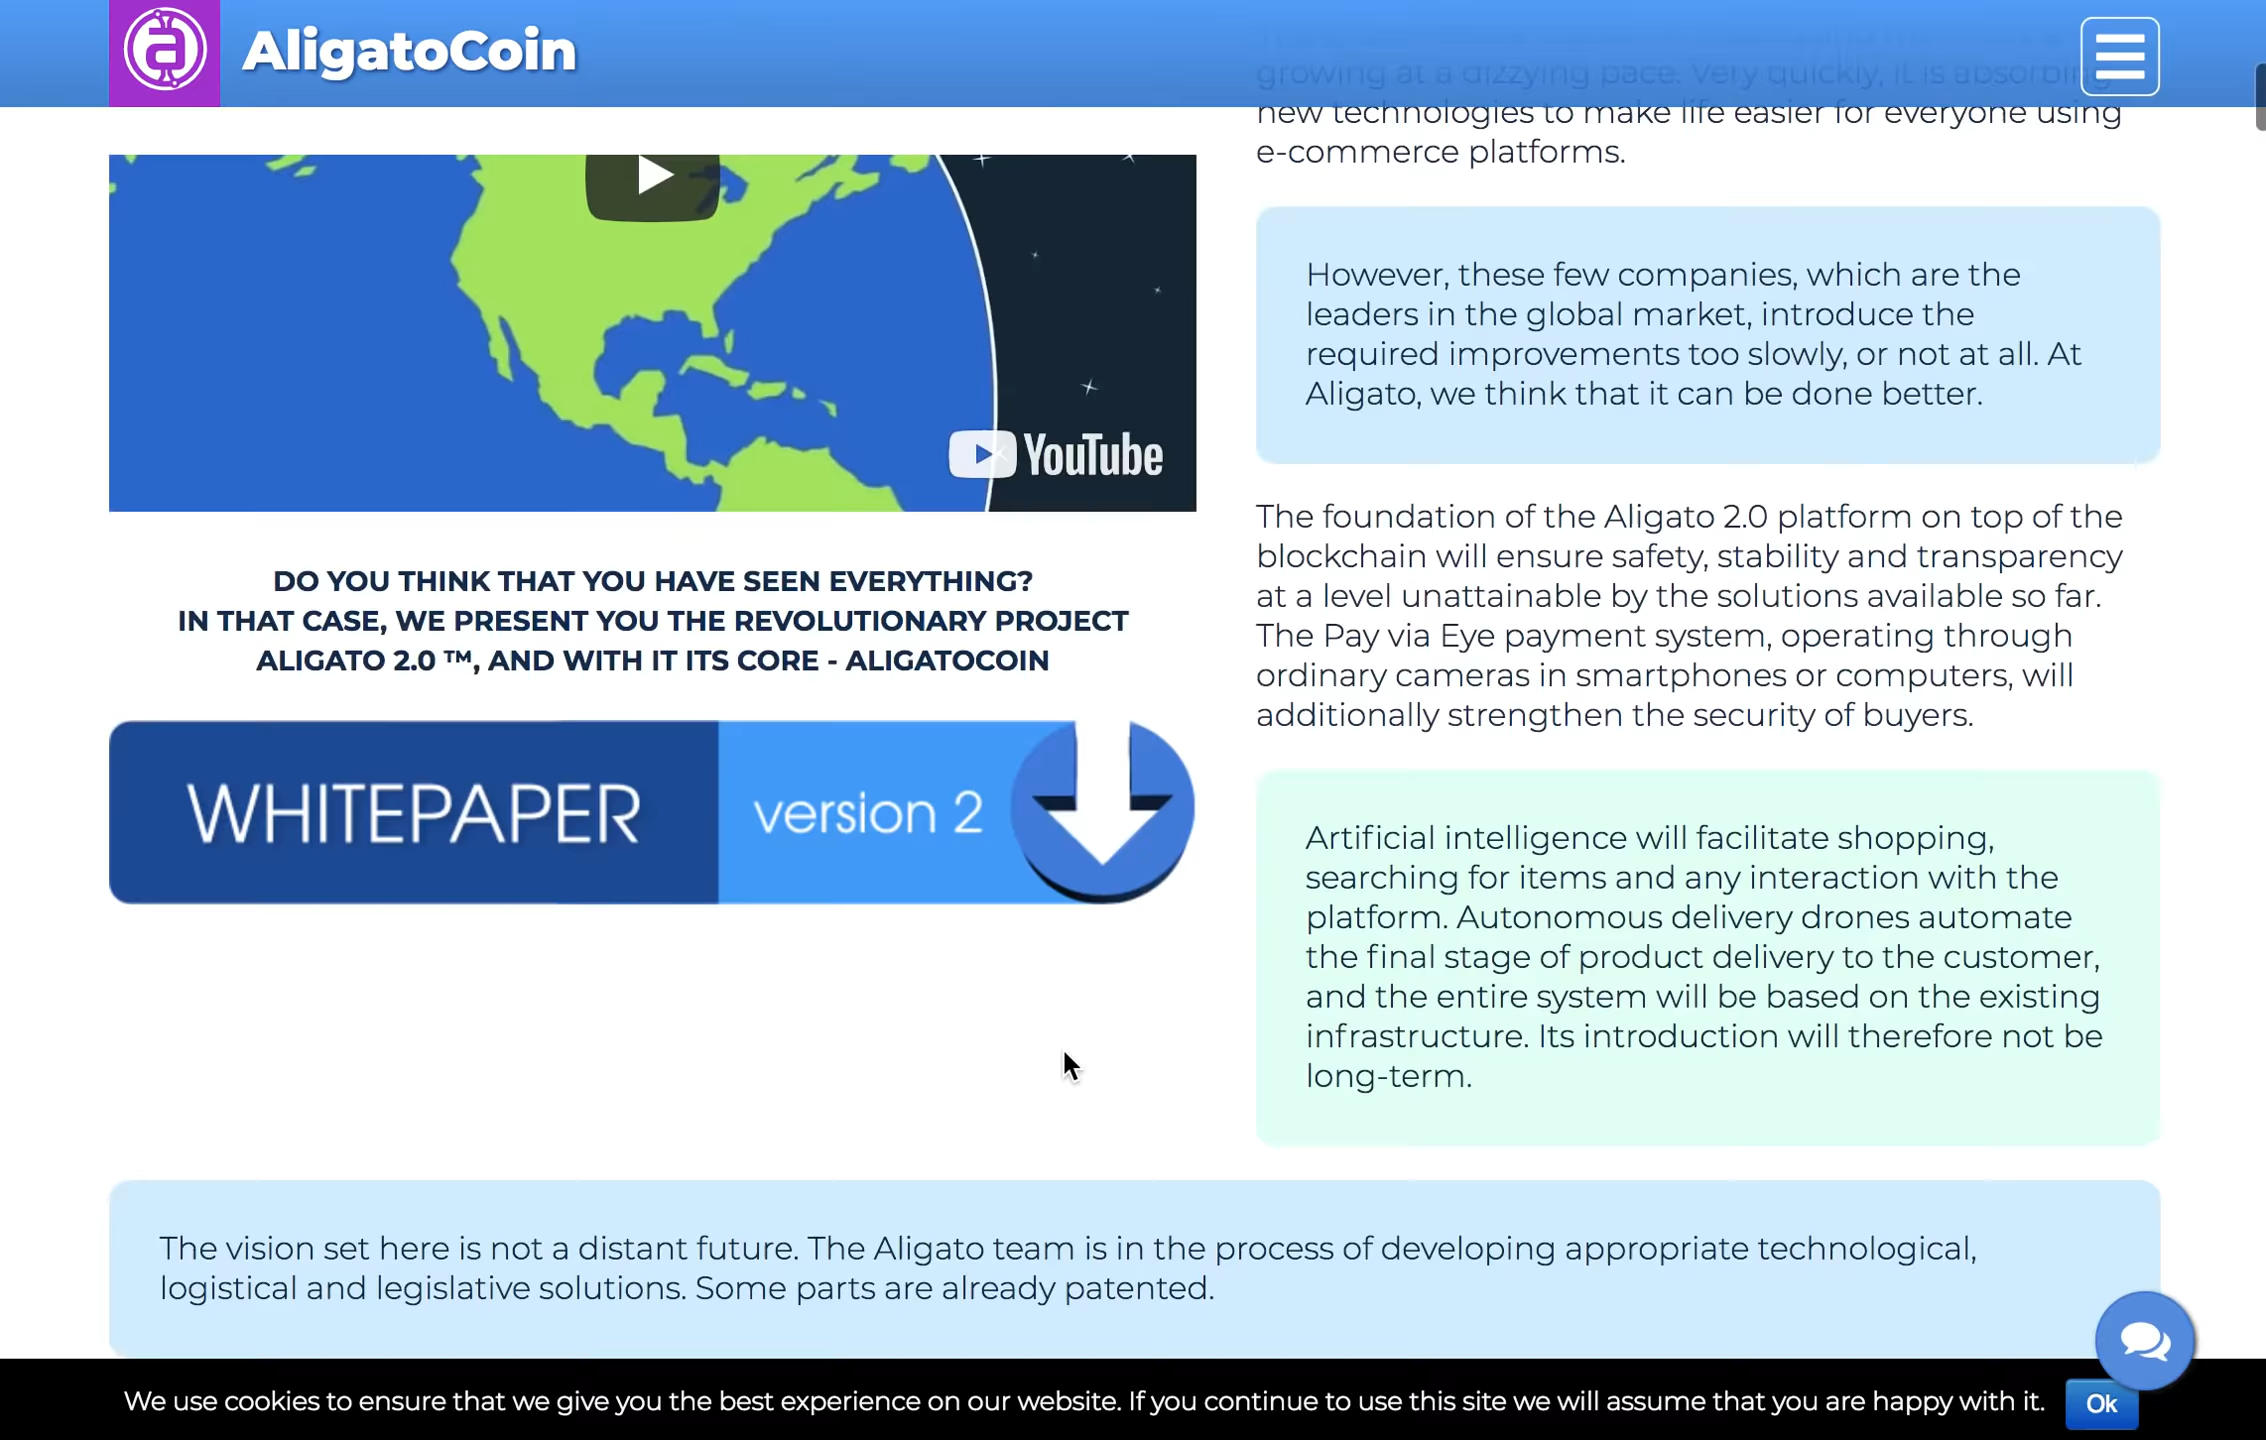 AligatoCoin
growing at a dizzying pace. Very quickly, it is absorbing
new technologies to make life easier for everyone using
e-commerce platforms.
YouTube
DO YOU THINK THAT YOU HAVE SEEN EVERYTHING?
IN THAT CASE, WE PRESENT YOU THE REVOLUTIONARY PROJECT
ALIGATO 2.0 ™, AND WITH IT ITS CORE - ALIGATOCOIN
WHITEPAPER version 2
However, these few companies, which are the
leaders in the global market, introduce the
required improvements too slowly, or not at all. At
Aligato, we think that it can be done better.
The foundation of the Aligato 2.0 platform on top of the
blockchain will ensure safety, stability and transparency
at a level unattainable by the solutions available so far.
The Pay via Eye payment system, operating through
ordinary cameras in smartphones or computers, will
additionally strengthen the security of buyers.
Artificial intelligence will facilitate shopping,
searching for items and any interaction with the
platform. Autonomous delivery drones automate
the final stage of product delivery to the customer,
and the entire system will be based on the existing
infrastructure. Its introduction will therefore not be
long-term.
The vision set here is not a distant future. The Aligato team is in the process of developing appropriate technological,
logistical and legislative solutions. Some parts are already patented.
We use cookies to ensure that we give you the best experience on our website. If you continue to use this site we will assume that you are happy with it.
Ok